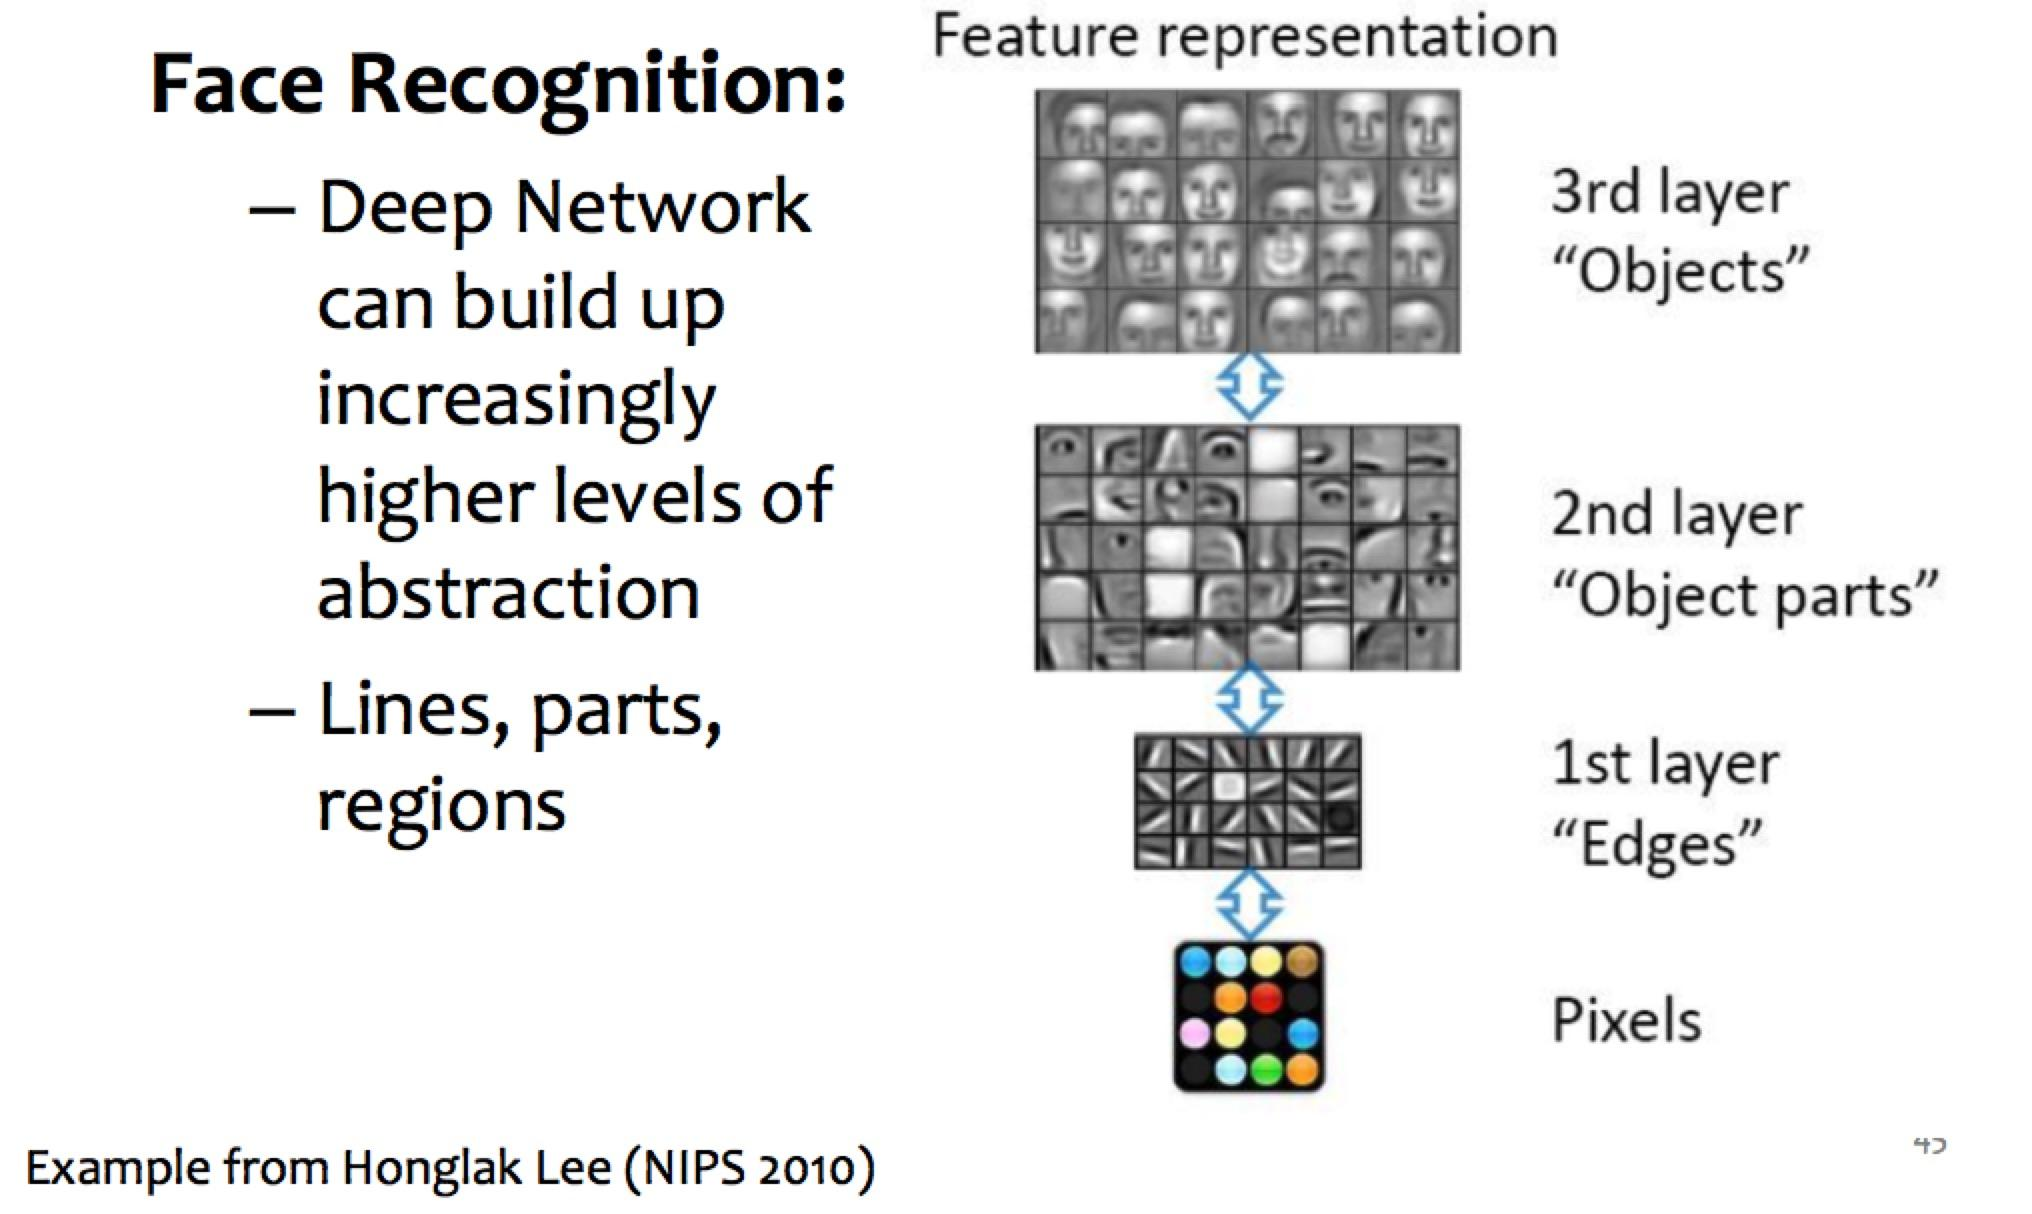 Face Recognition:
– Deep Network
can build up
increasingly
higher levels of
abstraction
– Lines, parts,
regions
Feature representation
3rd layer
“Objects”
2nd layer
“Object parts”
1st layer
“Edges”
Pixels
Example from Honglak Lee (NIPS 2010)